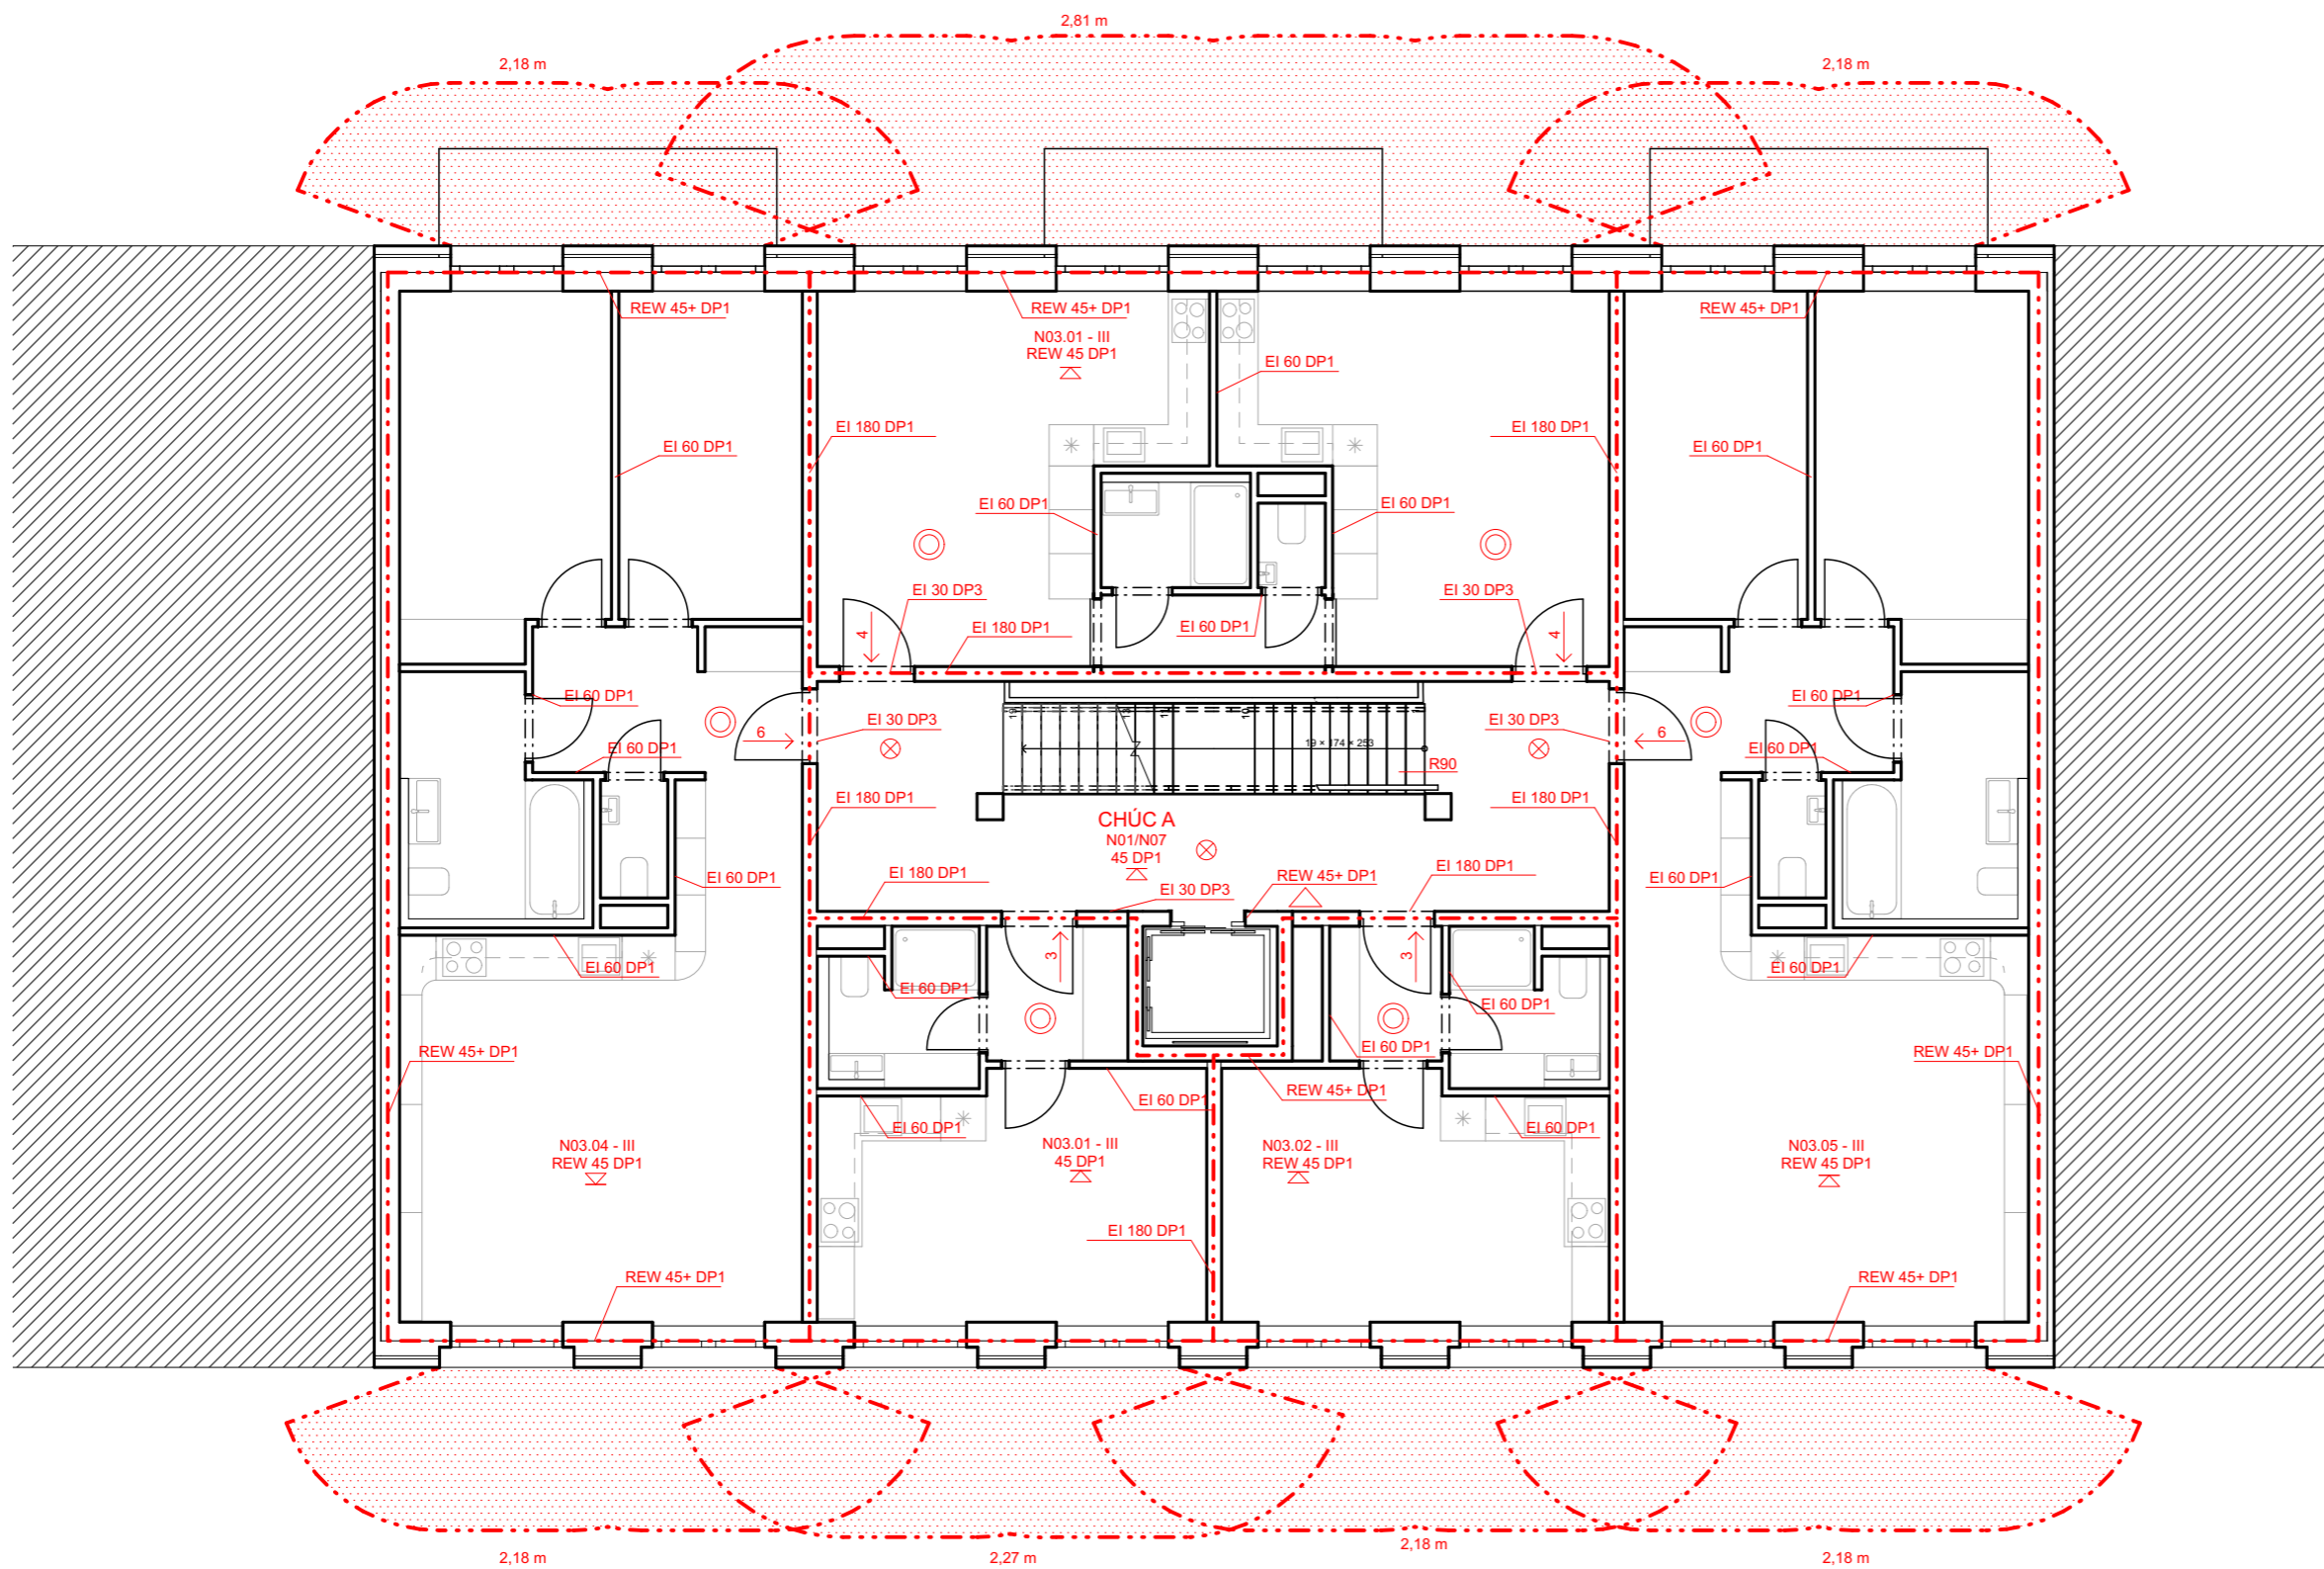 2,81 m
2,18 m
2,18 m
REW 45+ DP1
REW 45+ DP1
REW 45+ DP1
N03.01 - III
REW 45 DP1
EI 60 DP1
EI 180 DP1
EI 180 DP1
EI 60 DP1
EI 60 DP1
EI 60 DP1
EI 60 DP1
EI 30 DP3
EI 30 DP3
4
4
EI 180 DP1
EI 60 DP1
EI 60 DP1
EI 60 DP1
6
EI 30 DP3
EI 30 DP3
6
EI 60 DP1
EI 60 DP1
19
13
10
19 × 174 × 253
R90
EI 180 DP1
EI 180 DP1
CHÚC A
N01/N07
45 DP1
EI 60 DP1
EI 180 DP1
EI 30 DP3
REW 45+ DP1
EI 180 DP1
EI 60 DP1
3
3
EI 60 DP1
EI 60 DP1
EI 60 DP1
EI 60 DP1
REW 45+ DP1
EI 60 DP1
REW 45+ DP1
EI 60 DP1
REW 45+ DP1
EI 60 DP1
EI 60 DP1
N03.04 - III
REW 45 DP1
N03.01 - III
45 DP1
N03.02 - III
REW 45 DP1
N03.05 - III
REW 45 DP1
EI 180 DP1
REW 45+ DP1
REW 45+ DP1
2,18 m
2,27 m
2,18 m
2,18 m